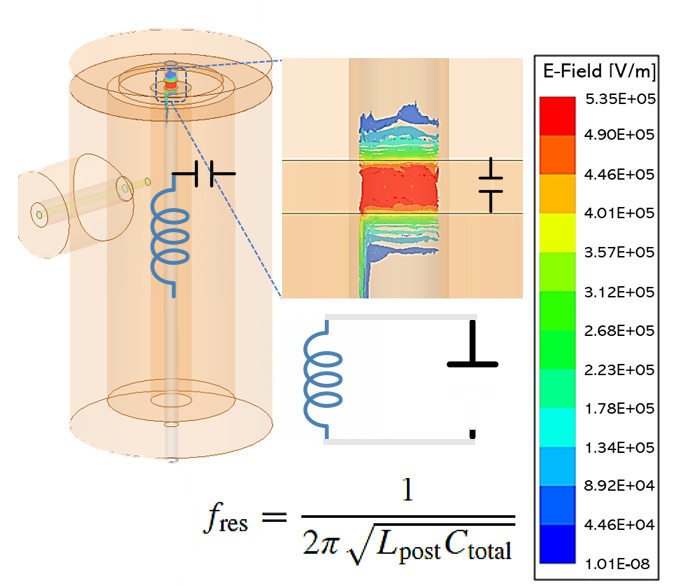 E-Field [V/m]
5.35E+05
4.90E+05
4.46E+05
4.01E+05
3.57E+05
3.12E+05
2.68E+05
2.23E+05
1.78E+05
1.34E+05
8.92E+04
4.46E+04
1.01E-08
f_res = 1 / (2π √(L_post C_total))